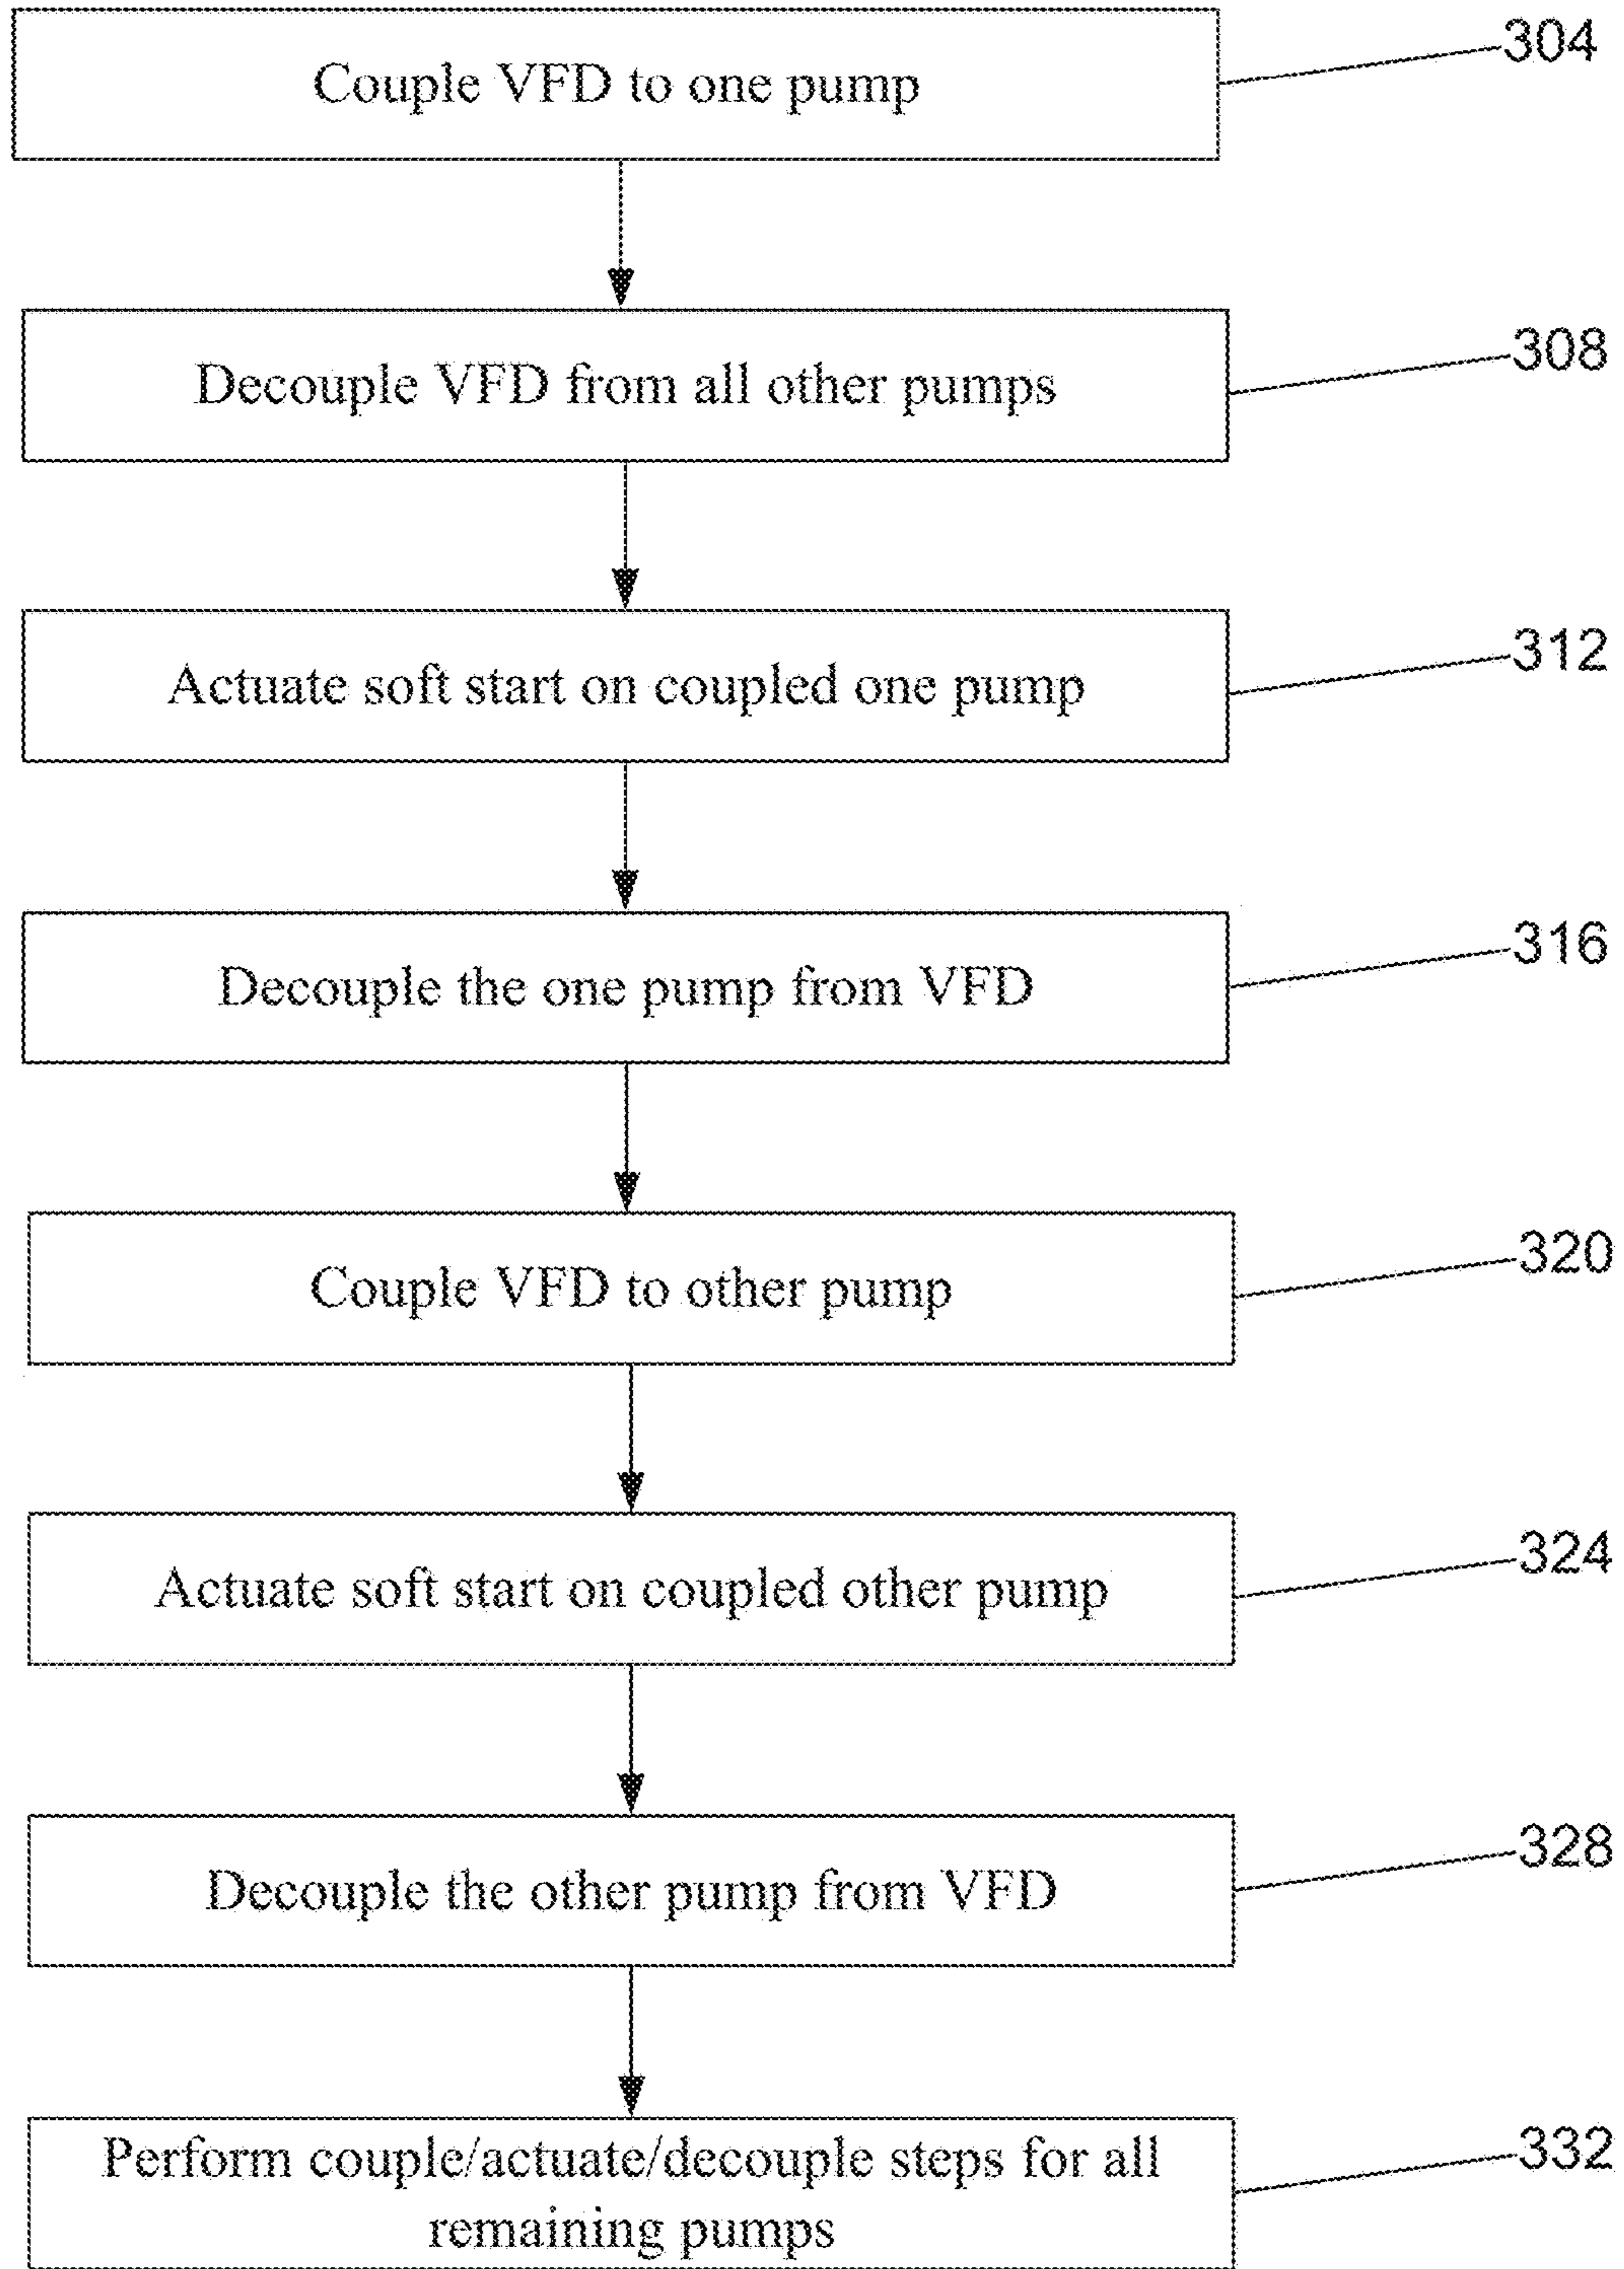 Couple VFD to one pump
304
Decouple VFD from all other pumps
308
Actuate soft start on coupled one pump
312
Decouple the one pump from VFD
316
Couple VFD to other pump
320
Actuate soft start on coupled other pump
324
Decouple the other pump from VFD
328
Perform couple/actuate/decouple steps for all
remaining pumps
332